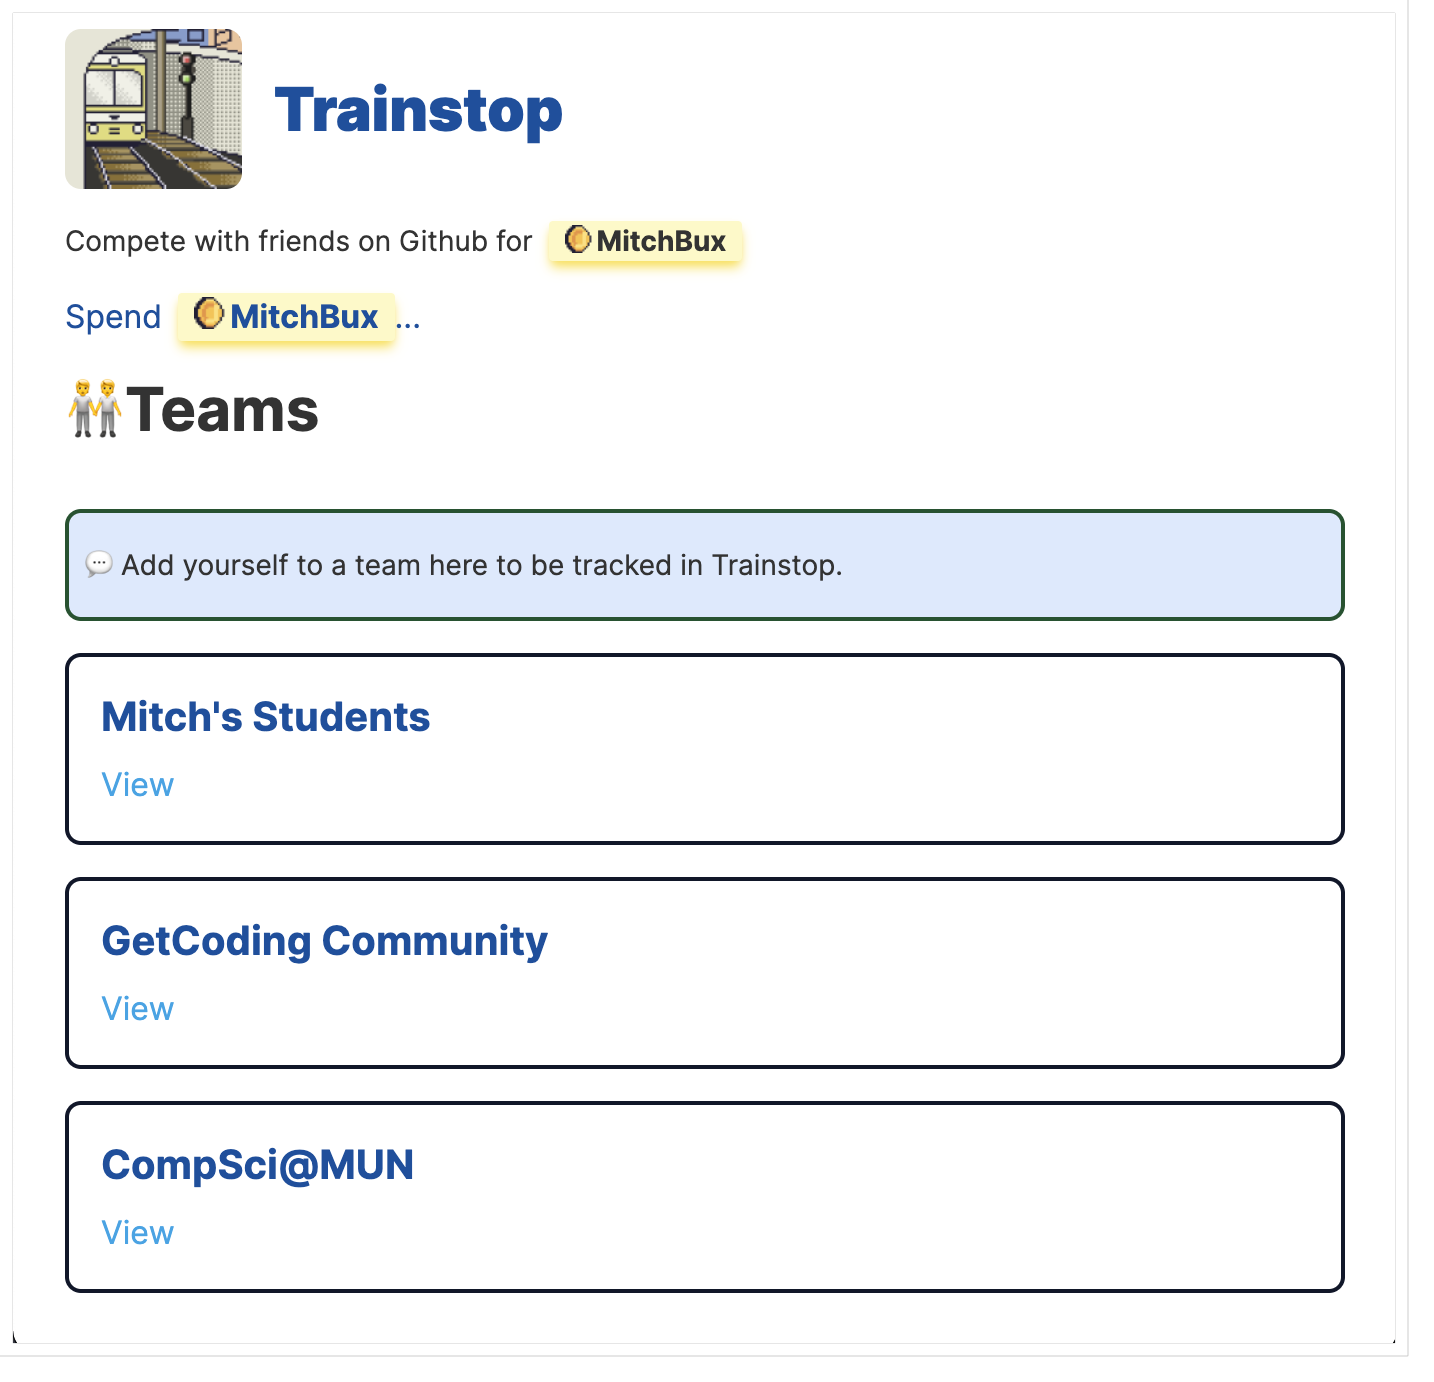 Trainstop
Compete with friends on Github for MitchBux
Spend MitchBux...
Teams
Add yourself to a team here to be tracked in Trainstop.
Mitch's Students
View
GetCoding Community
View
CompSci@MUN
View